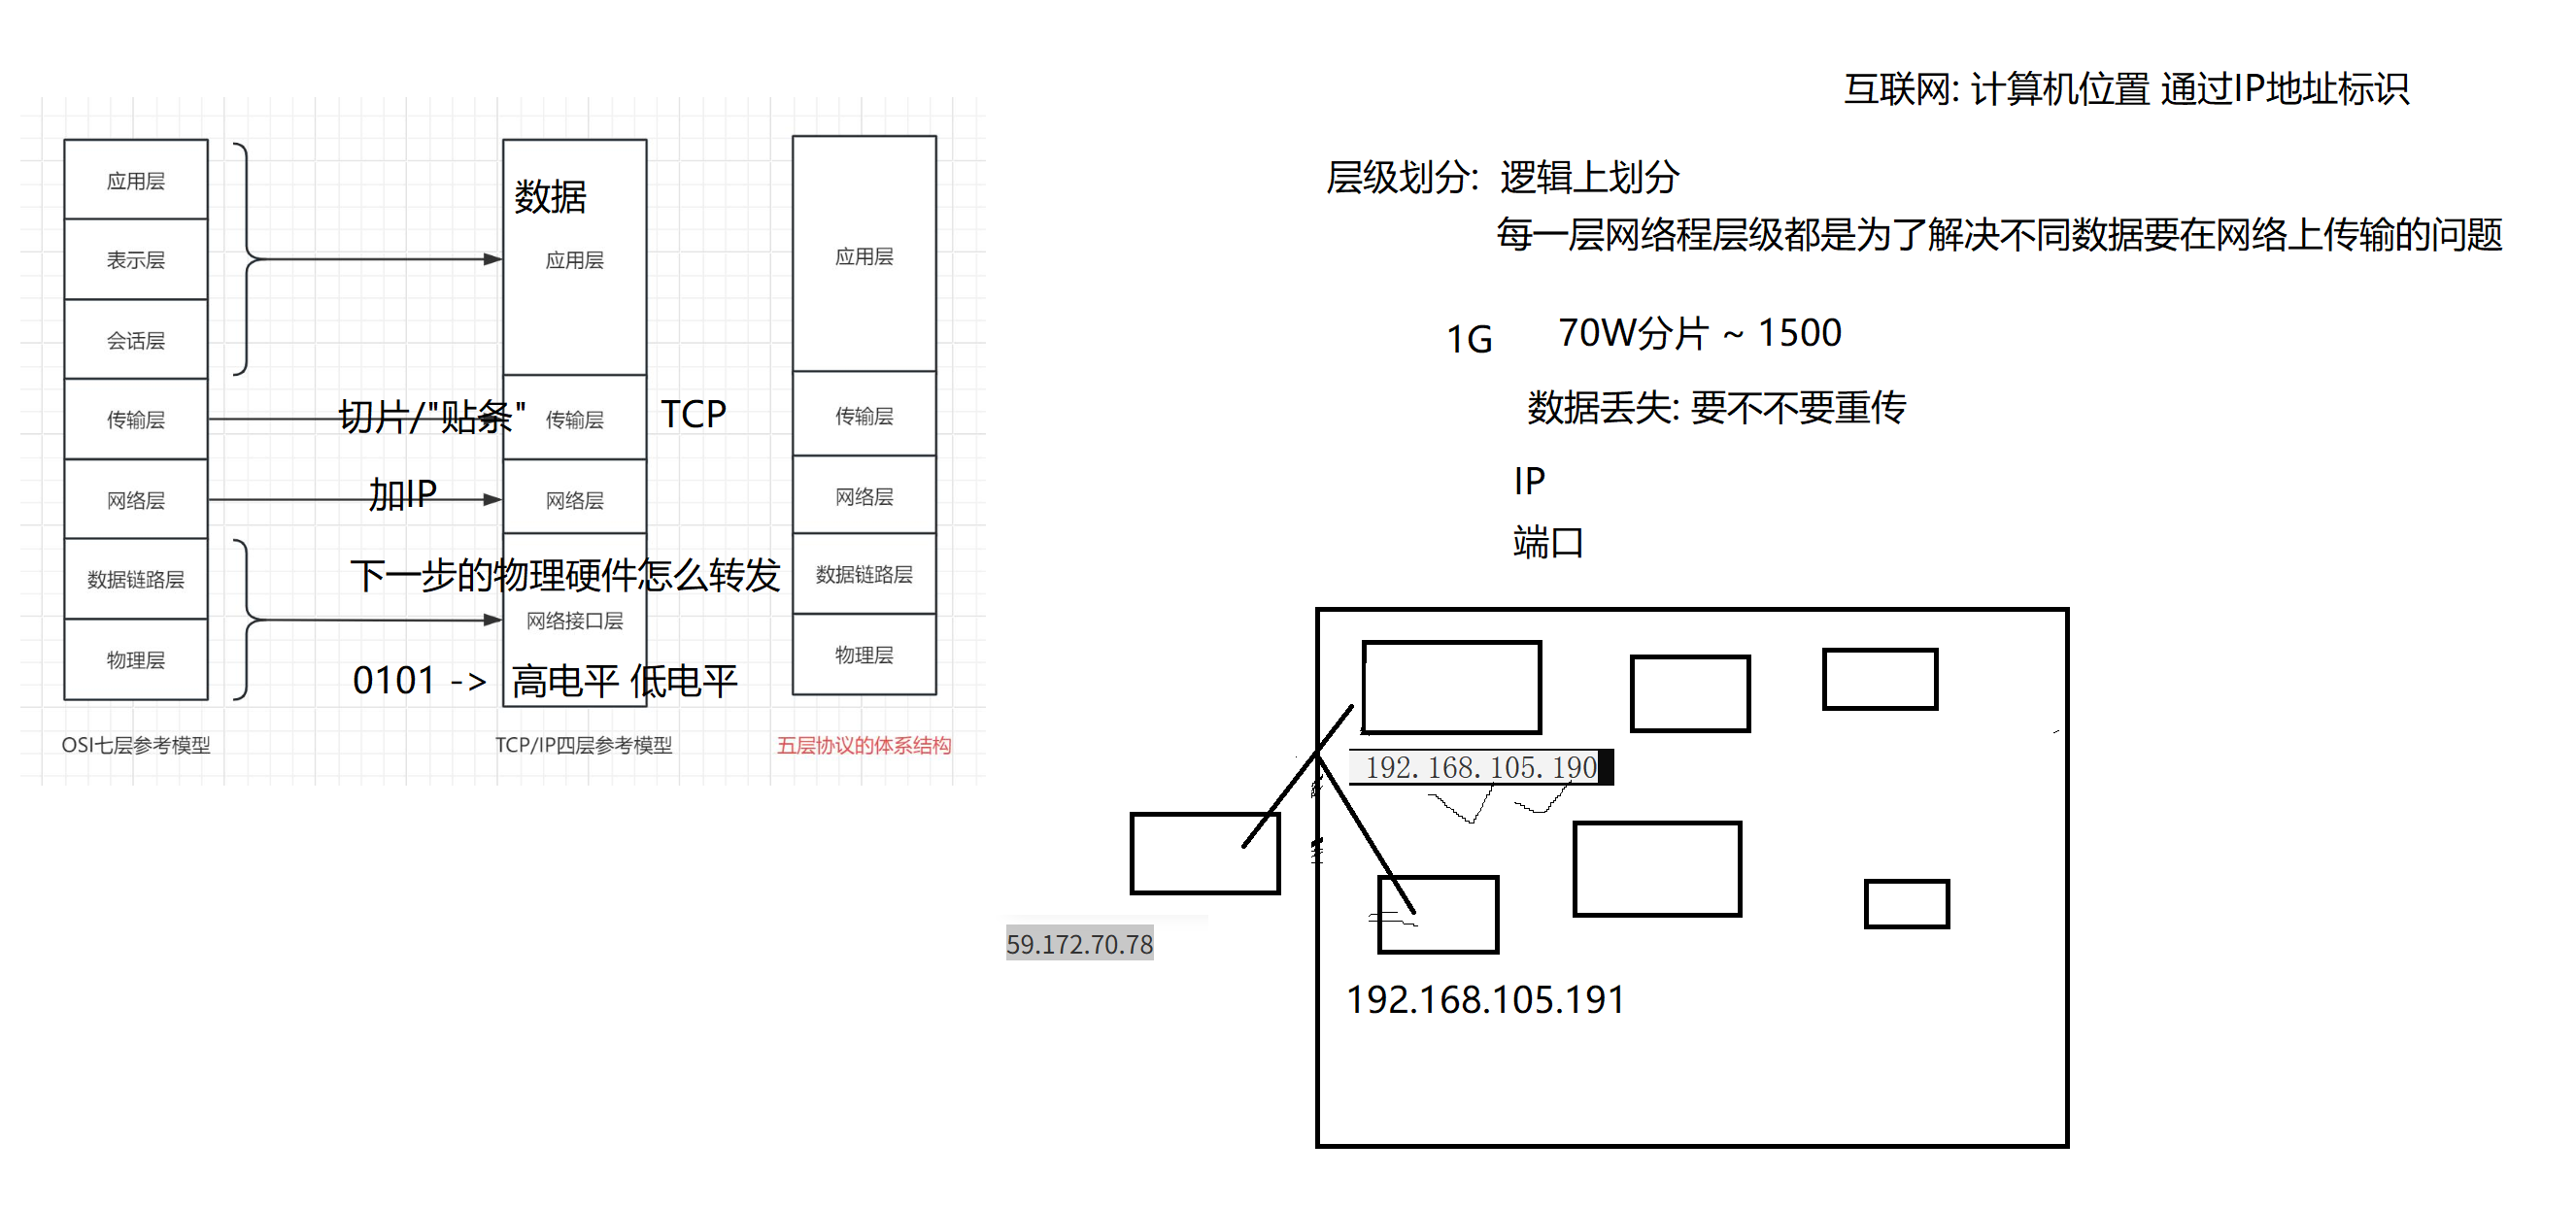 互联网: 计算机位置 通过IP地址标识
层级划分: 逻辑上划分
每一层网络程层级都是为了解决不同数据要在网络上传输的问题
1G 70W分片 ~ 1500
数据丢失: 要不不要重传
IP
端口
应用层
表示层
会话层
传输层
网络层
数据链路层
物理层
OSI七层参考模型
切片/"贴条"
加IP
下一步的物理硬件怎么转发
0101 -> 高电平 低电平
数据
应用层
传输层
TCP
网络层
网络接口层
TCP/IP四层参考模型
应用层
传输层
网络层
数据链路层
物理层
五层协议的体系结构
192.168.105.190
59.172.70.78
192.168.105.191